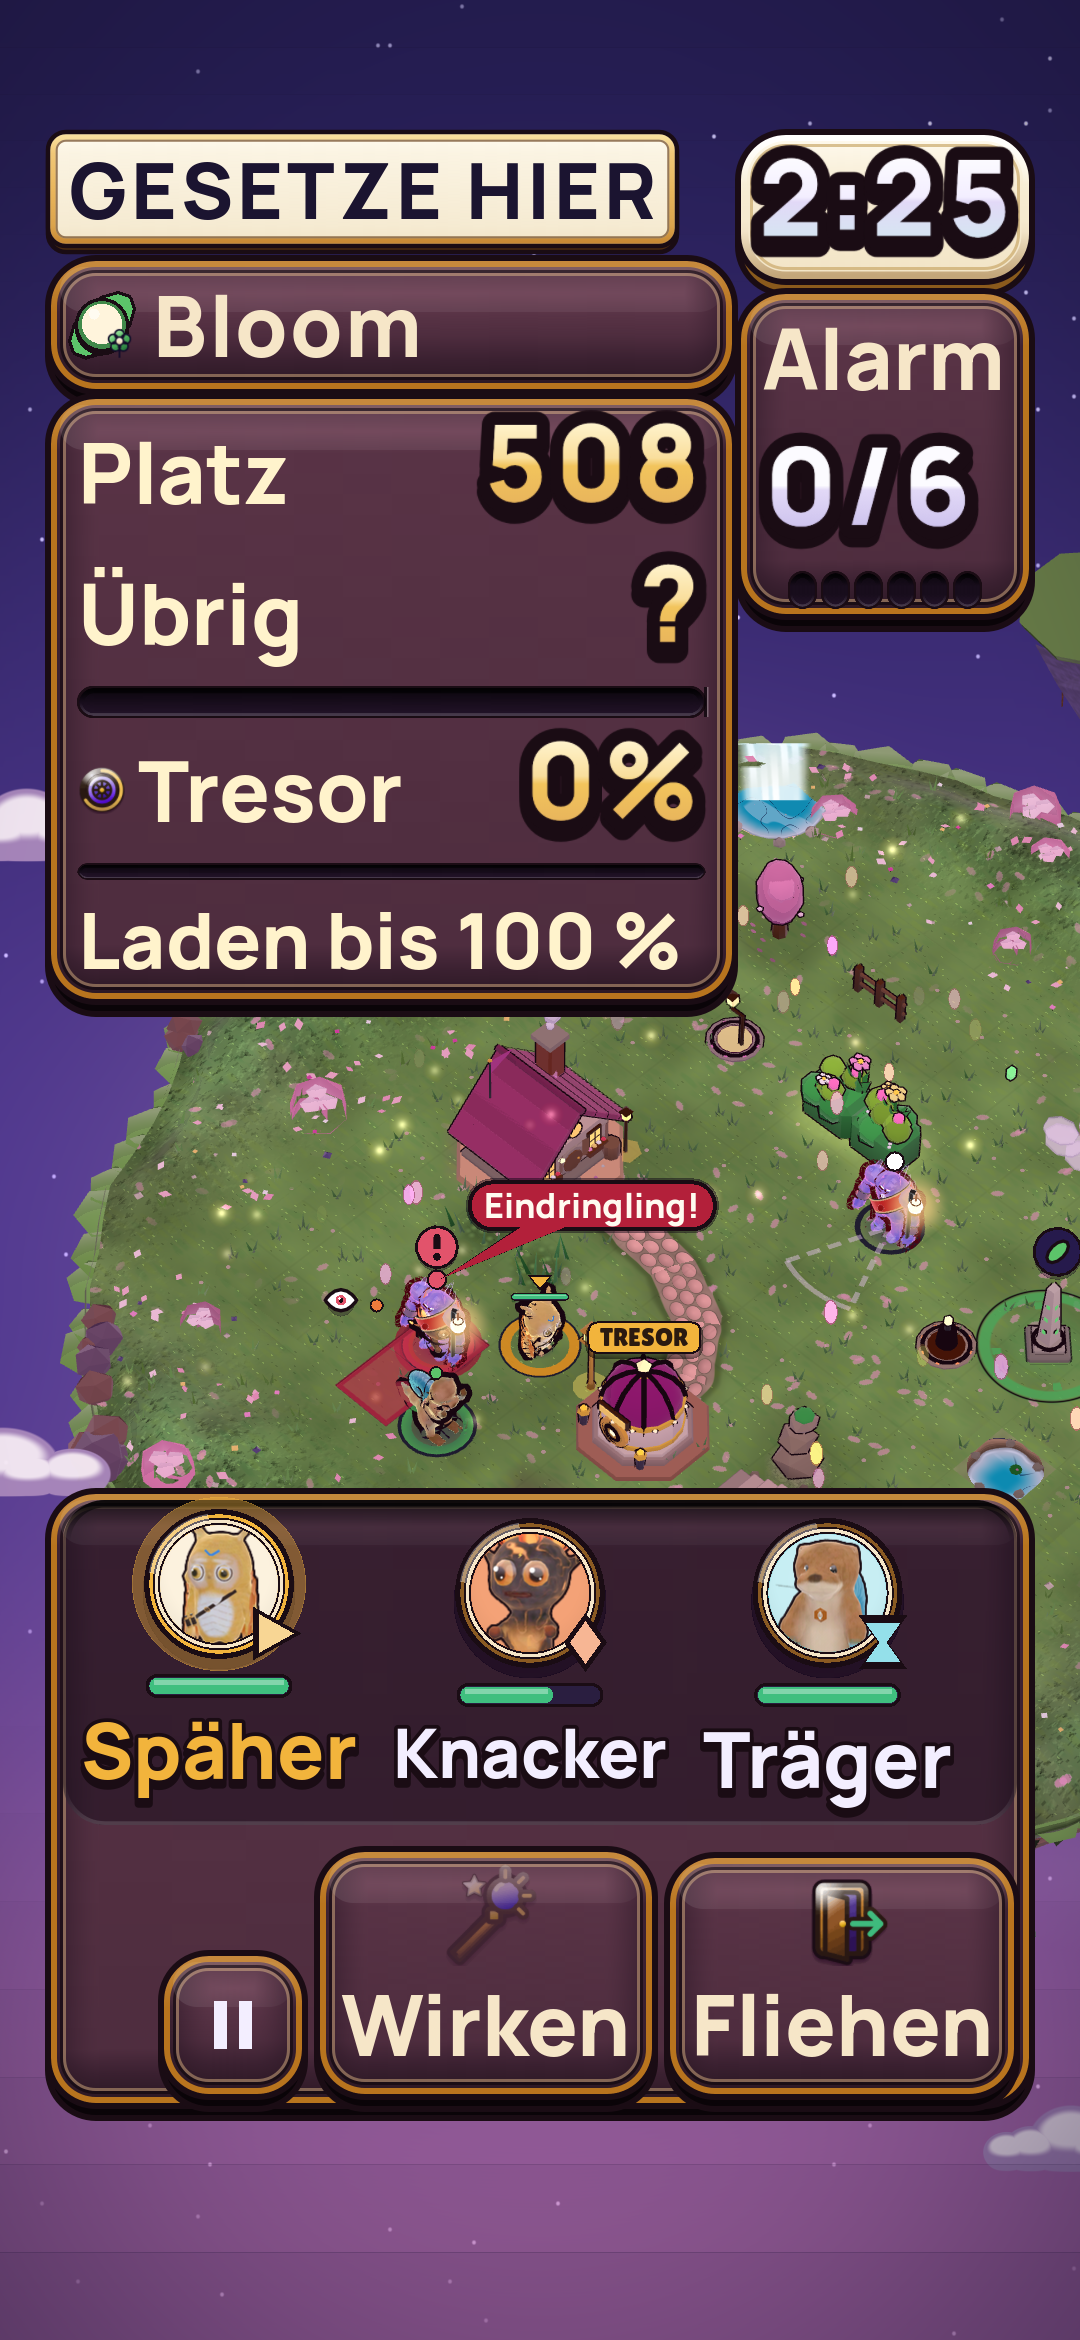 GESETZE HIER
2:25
Bloom
Alarm
0/6
Platz 508
Übrig ?
Tresor 0%
Laden bis 100 %
Eindringling!
TRESOR
Späher
Knacker
Träger
Wirken
Fliehen